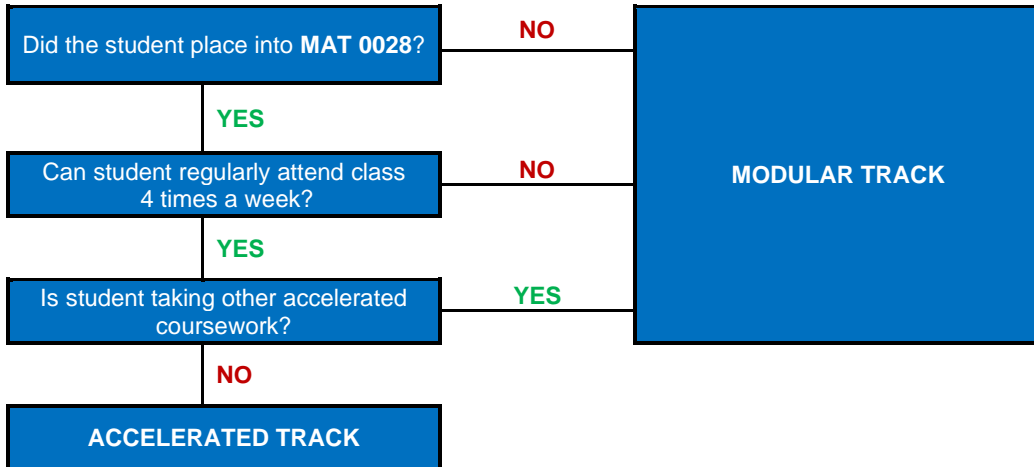 Did the student place into MAT 0028?
NO
YES
Can student regularly attend class
4 times a week?
NO
MODULAR TRACK
YES
Is student taking other accelerated
coursework?
YES
NO
ACCELERATED TRACK